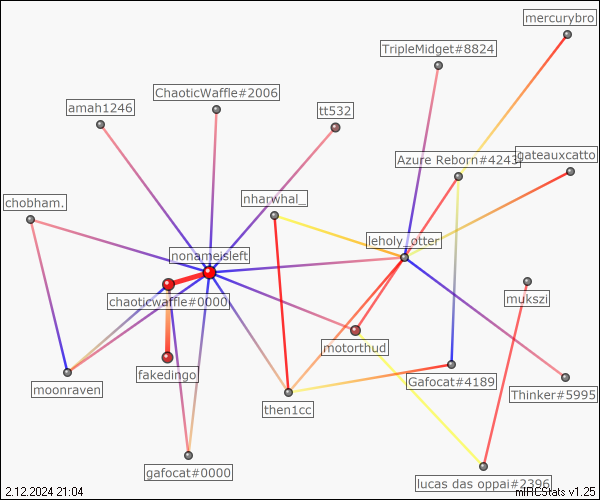 mercurybro
TripleMidget#8824
ChaoticWaffle#2006
amah1246
tt532
Azure Reborn#4243
gateauxcatto
nharwhal_
chobham.
leholy_otter
nonameisleft
chaoticwaffle#0000
mukszi
motorthud
fakedingo
moonraven
Gafocat#4189
Thinker#5995
then1cc
gafocat#0000
lucas das oppai#2396
2.12.2024 21:04
mIRCStats v1.25